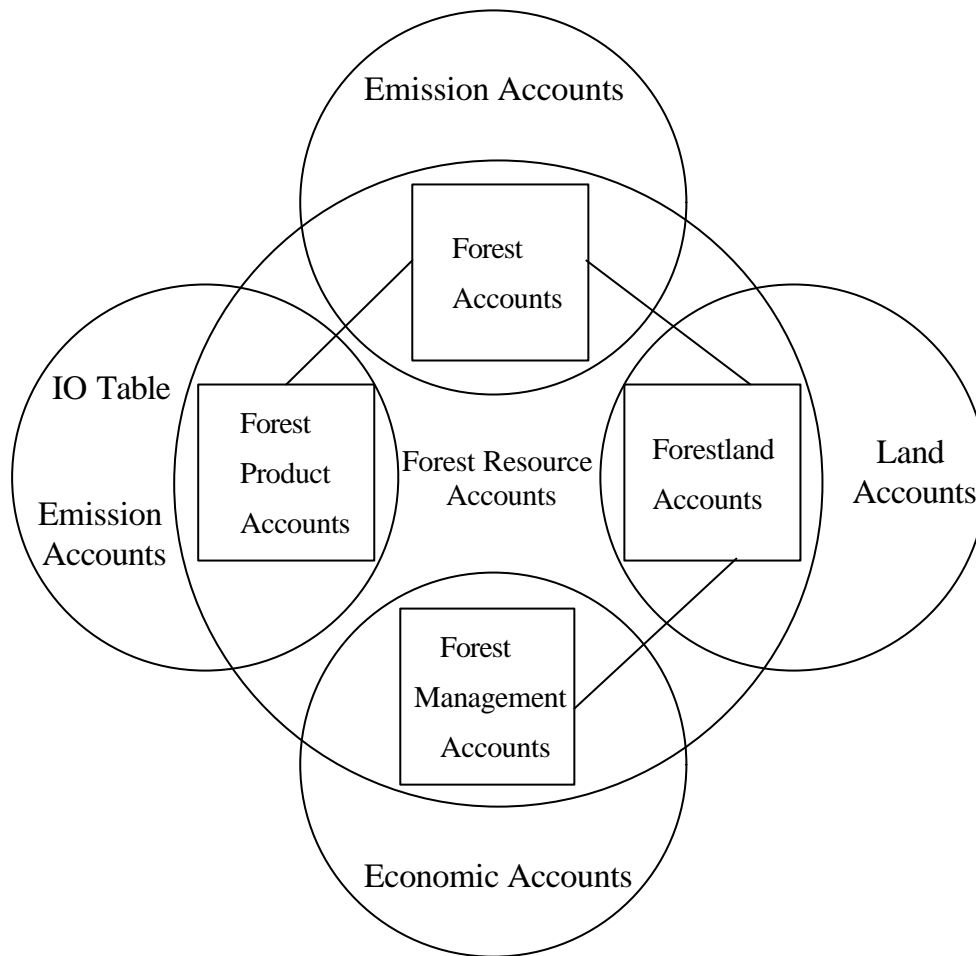 Emission Accounts
Forest
Accounts
IO Table
Emission
Accounts
Forest
Product
Accounts
Forest Resource
Accounts
Forestland
Accounts
Land
Accounts
Forest
Management
Accounts
Economic Accounts